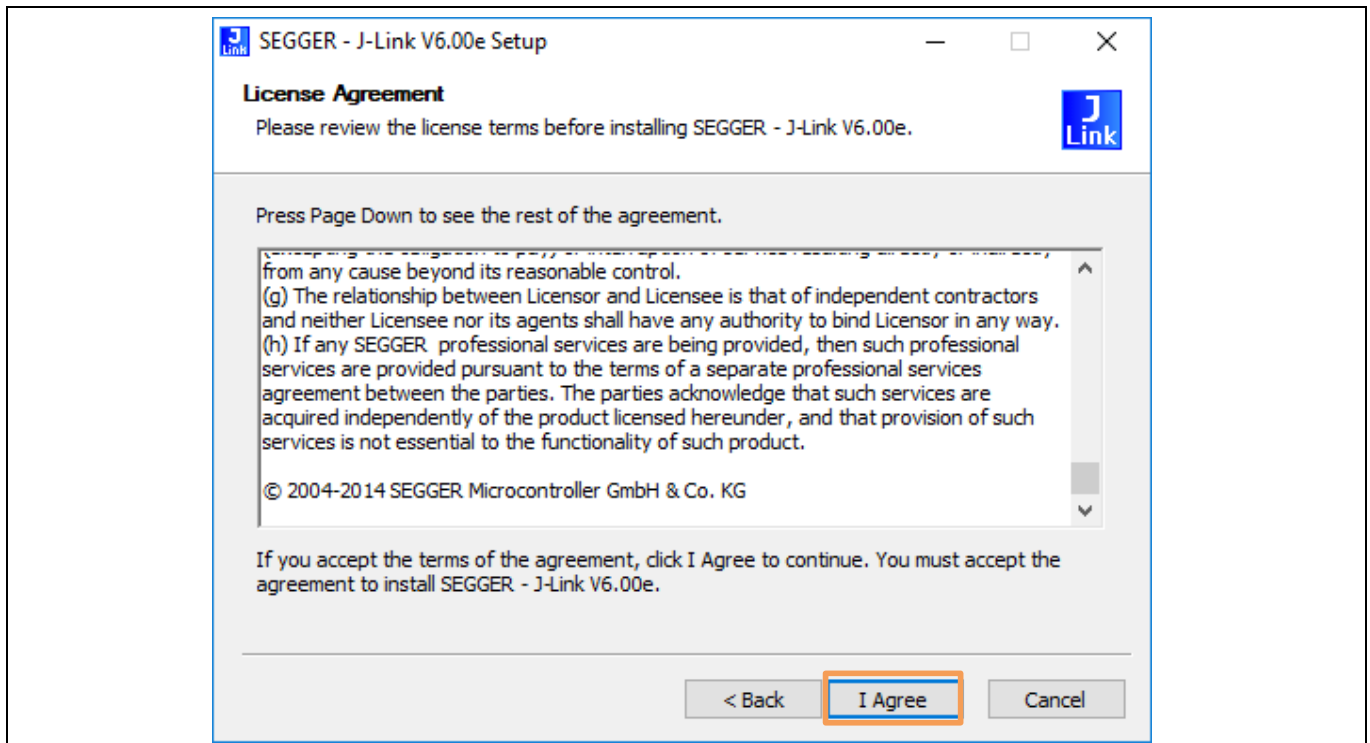 J
Link
SEGGER - J-Link V6.00e Setup
License Agreement
Please review the license terms before installing SEGGER - J-Link V6.00e.
J
Link
Press Page Down to see the rest of the agreement.
from any cause beyond its reasonable control.
(g) The relationship between Licensor and Licensee is that of independent contractors
and neither Licensee nor its agents shall have any authority to bind Licensor in any way.
(h) If any SEGGER  professional services are being provided, then such professional
services are provided pursuant to the terms of a separate professional services
agreement between the parties. The parties acknowledge that such services are
acquired independently of the product licensed hereunder, and that provision of such
services is not essential to the functionality of such product.
© 2004-2014 SEGGER Microcontroller GmbH & Co. KG
If you accept the terms of the agreement, click I Agree to continue. You must accept the
agreement to install SEGGER - J-Link V6.00e.
< Back
I Agree
Cancel